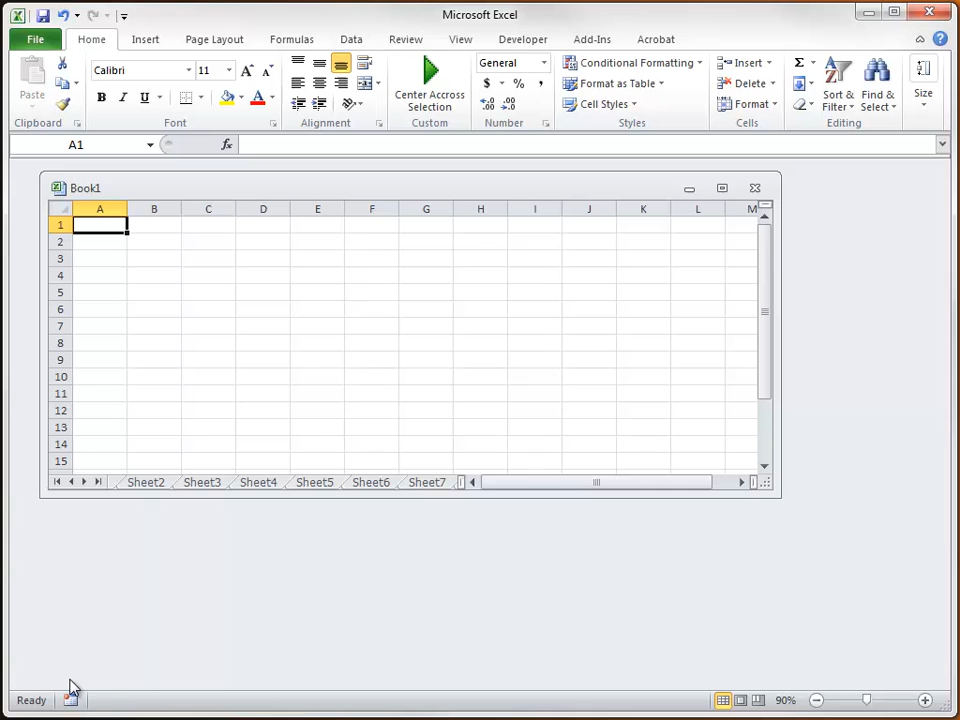 Microsoft Excel
File Home Insert Page Layout Formulas Data Review View Developer Add-Ins Acrobat
Paste
Clipboard
Calibri 11
B I U A
Font
Alignment
Center Across
Selection
Custom
General
$ % ,
Number
Conditional Formatting
Format as Table
Cell Styles
Styles
Insert
Delete
Format
Cells
Σ
Sort &
Filter
Find &
Select
Editing
Size
A1 fx
Book1
A B C D E F G H I J K L M
1
2
3
4
5
6
7
8
9
10
11
12
13
14
15
Sheet2 Sheet3 Sheet4 Sheet5 Sheet6 Sheet7
Ready 90%